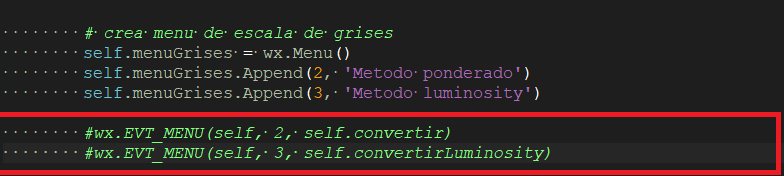 # crea menu de escala de grises
self.menuGrises = wx.Menu()
self.menuGrises.Append(2, 'Metodo ponderado')
self.menuGrises.Append(3, 'Metodo luminosity')
#wx.EVT_MENU(self, 2, self.convertir)
#wx.EVT_MENU(self, 3, self.convertirLuminosity)